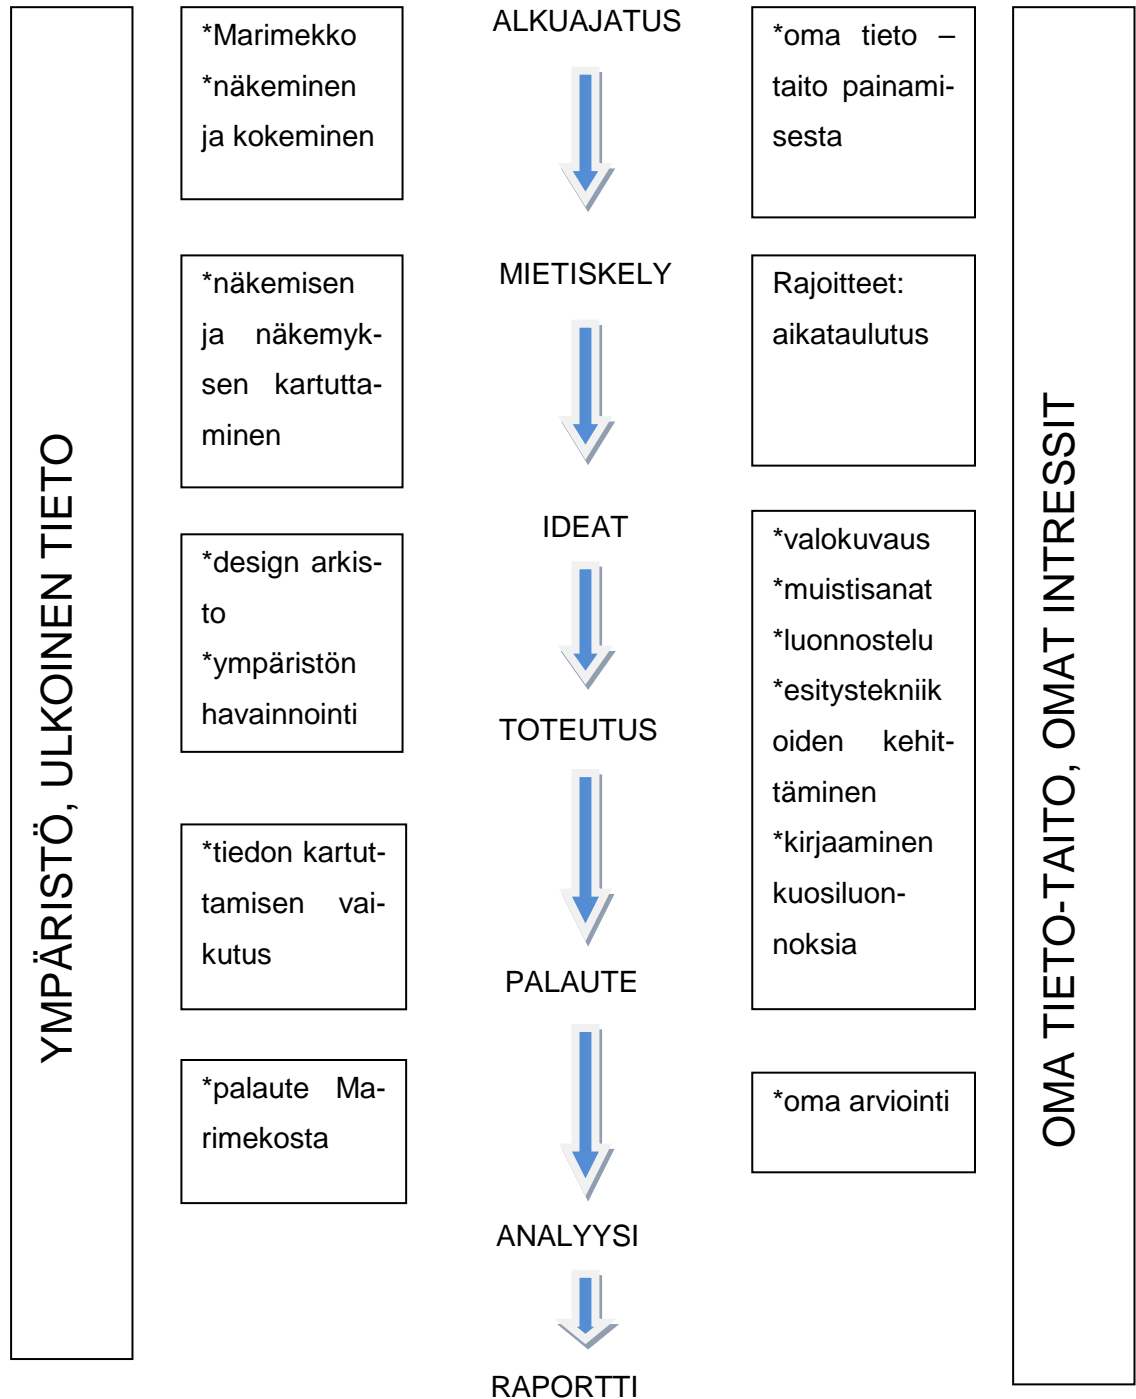 YMPÄRISTÖ, ULKOINEN TIETO
*Marimekko
*näkeminen
ja kokeminen
*näkemisen
ja näkemyk-
sen kartutta-
minen
*design arkis-
to
*ympäristön
havainnointi
*tiedon kartut-
tamisen vai-
kutus
*palaute Ma-
rimekosta
ALKUAJATUS
MIETISKELY
IDEAT
TOTEUTUS
PALAUTE
ANALYYSI
RAPORTTI
*oma tieto –
taito painami-
sesta
Rajoitteet:
aikataulutus
*valokuvaus
*muistisanat
*luonnostelu
*esitystekniik
oiden kehit-
täminen
*kirjaaminen
kuosiluon-
noksia
*oma arviointi
OMA TIETO-TAITO, OMAT INTRESSIT